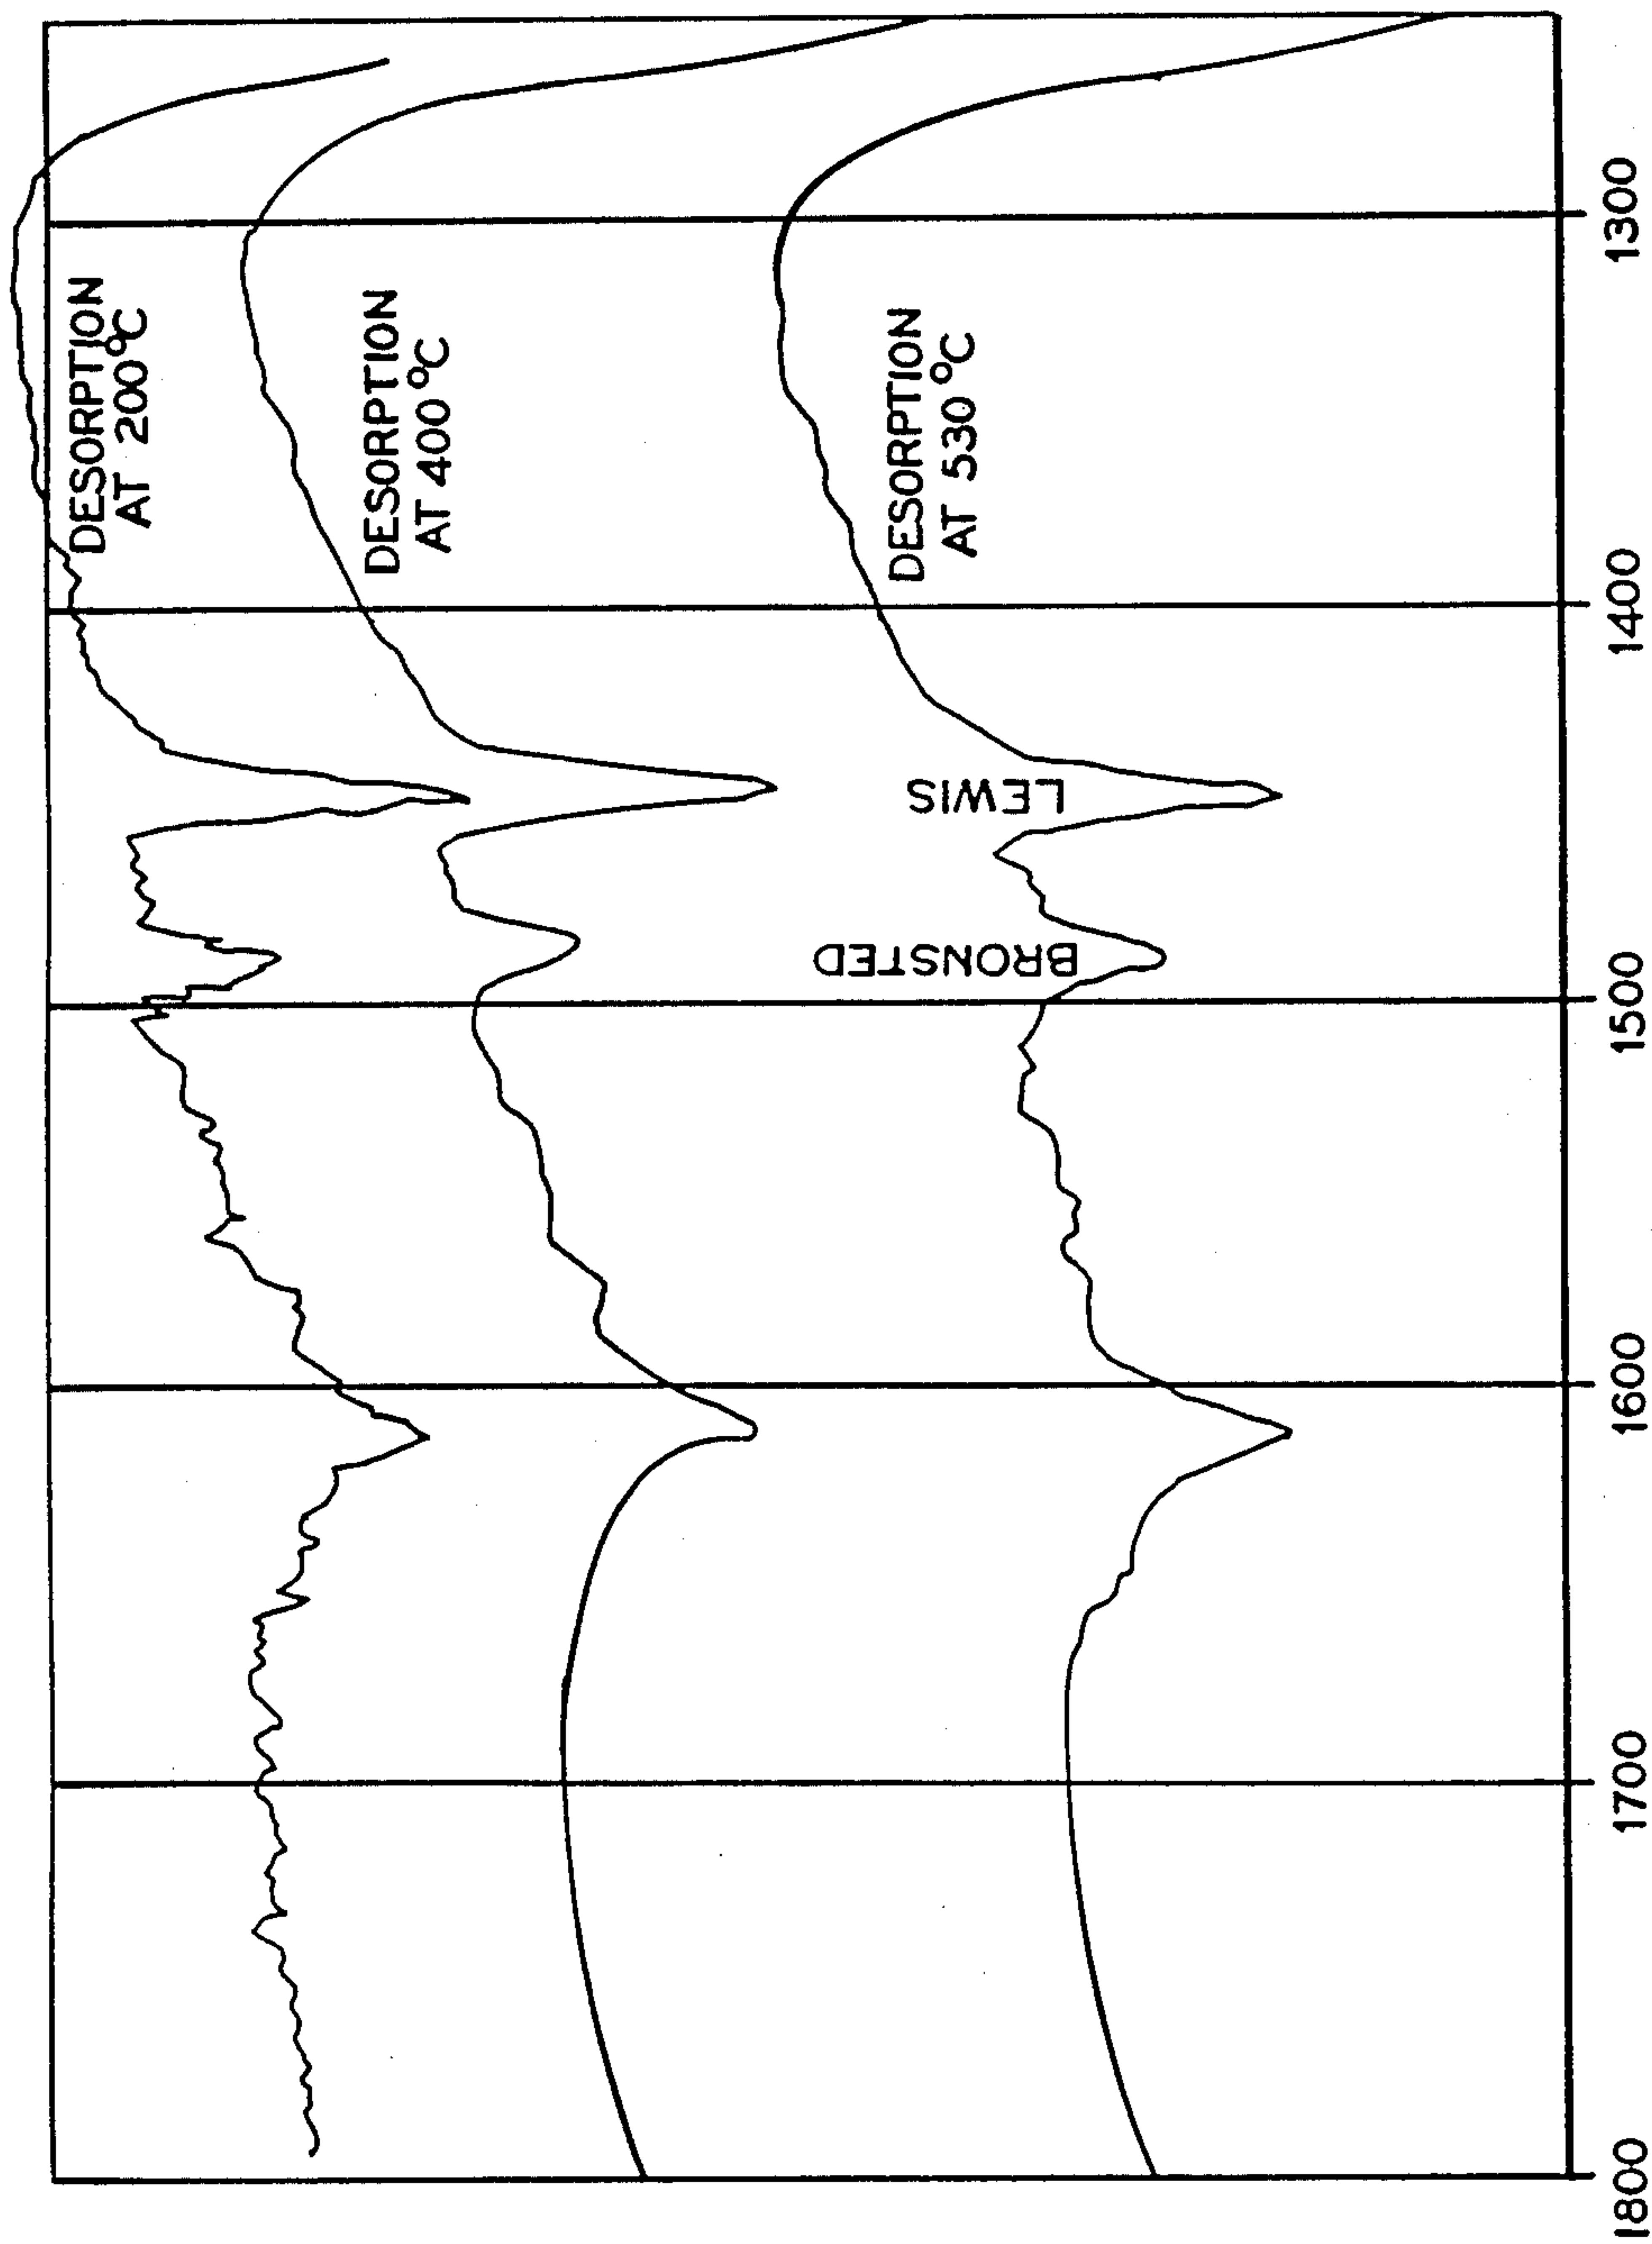 DESORPTION
AT 200°C
DESORPTION
AT 400°C
DESORPTION
AT 530°C
LEWIS
BRONSTED
1800
1700
1600
1500
1400
1300